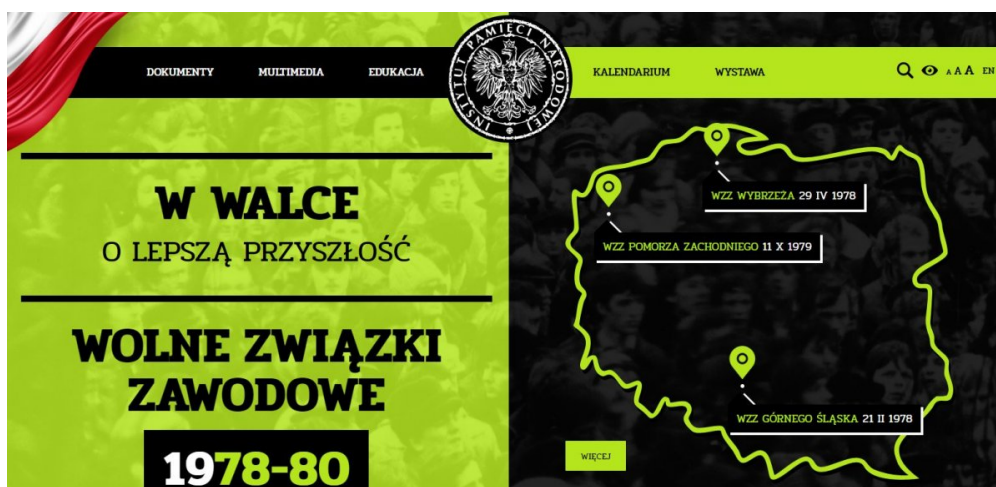 DOKUMENTY
MULTIMEDIA
EDUKACJA
INSTYTUT PAMIĘCI NARODOWEJ
KALENDARIUM
WYSTAWA
A A A EN
W WALCE
O LEPSZĄ PRZYSZŁOŚĆ
WOLNE ZWIĄZKI
ZAWODOWE
1978-80
WZZ WYBRZEŻA 29 IV 1978
WZZ POMORZA ZACHODNIEGO 11 X 1979
WZZ GÓRNEGO ŚLĄSKA 21 II 1978
WIĘCEJ